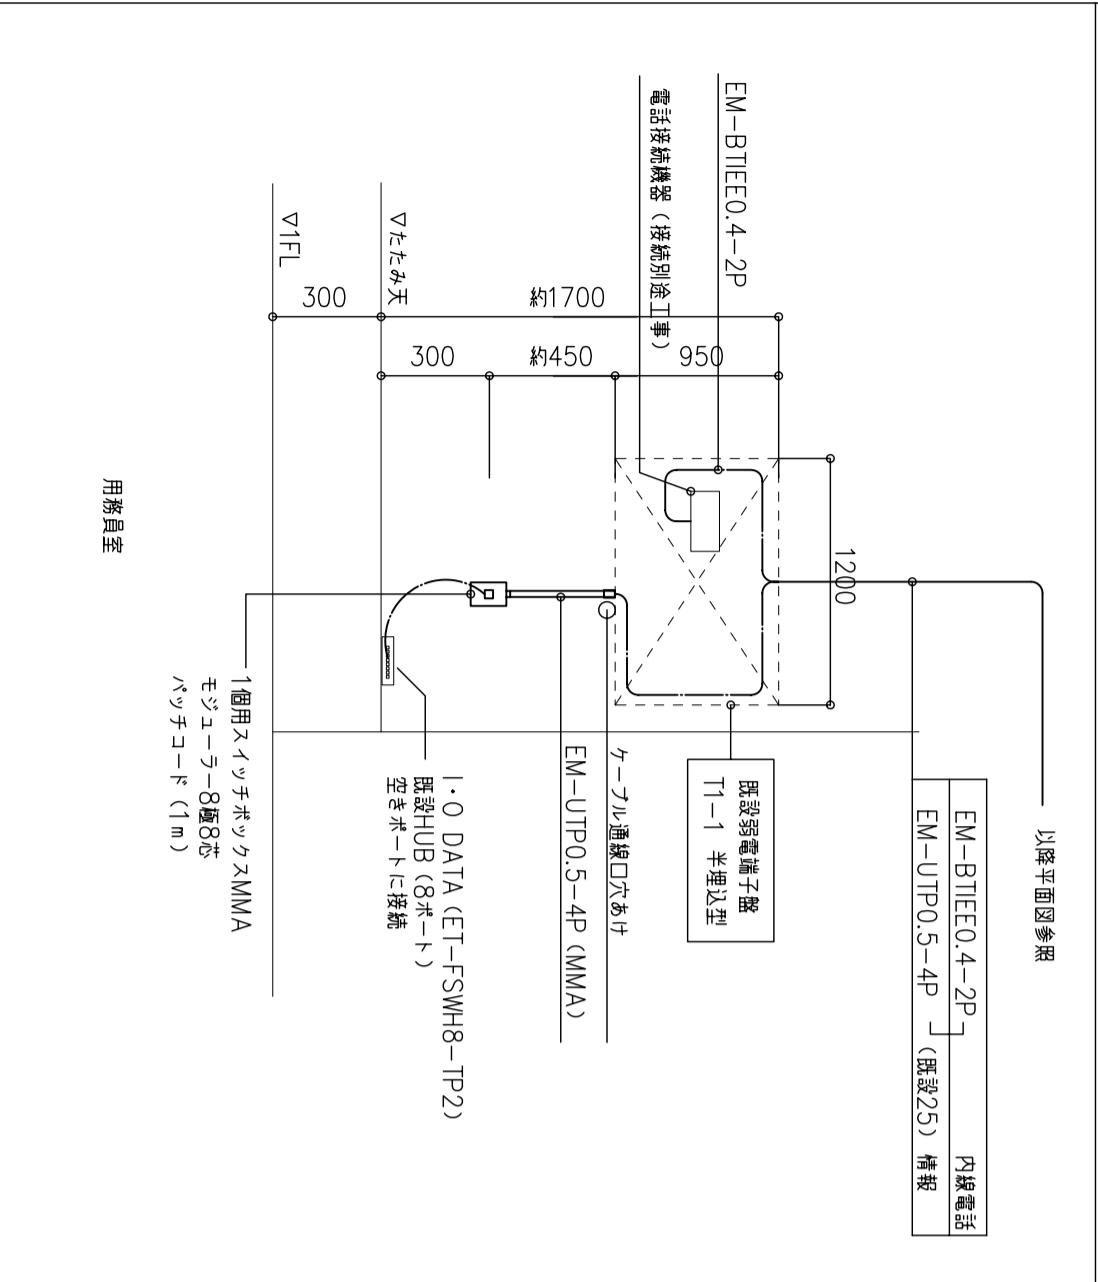 以降平面図参照
EM-BTIEE0.4-2P 内線電話
EM-UTP0.5-4P (既設25) 情報
EM-BTIEE0.4-2P
電話接続機器(接続別途工事)
1200
950
約450
300
約1700
300
▽たたみ天
▽1FL
既設弱電端子盤
T1-1 半埋込型
ケーブル通線口穴あけ
EM-UTP0.5-4P(MMA)
I・O DATA(ET-FSWH8-TP2)
既設HUB(8ポート)
空きポートに接続
1個用スイッチボックスMMA
モジューラー8極8芯
パッチコード(1m)
用務員室